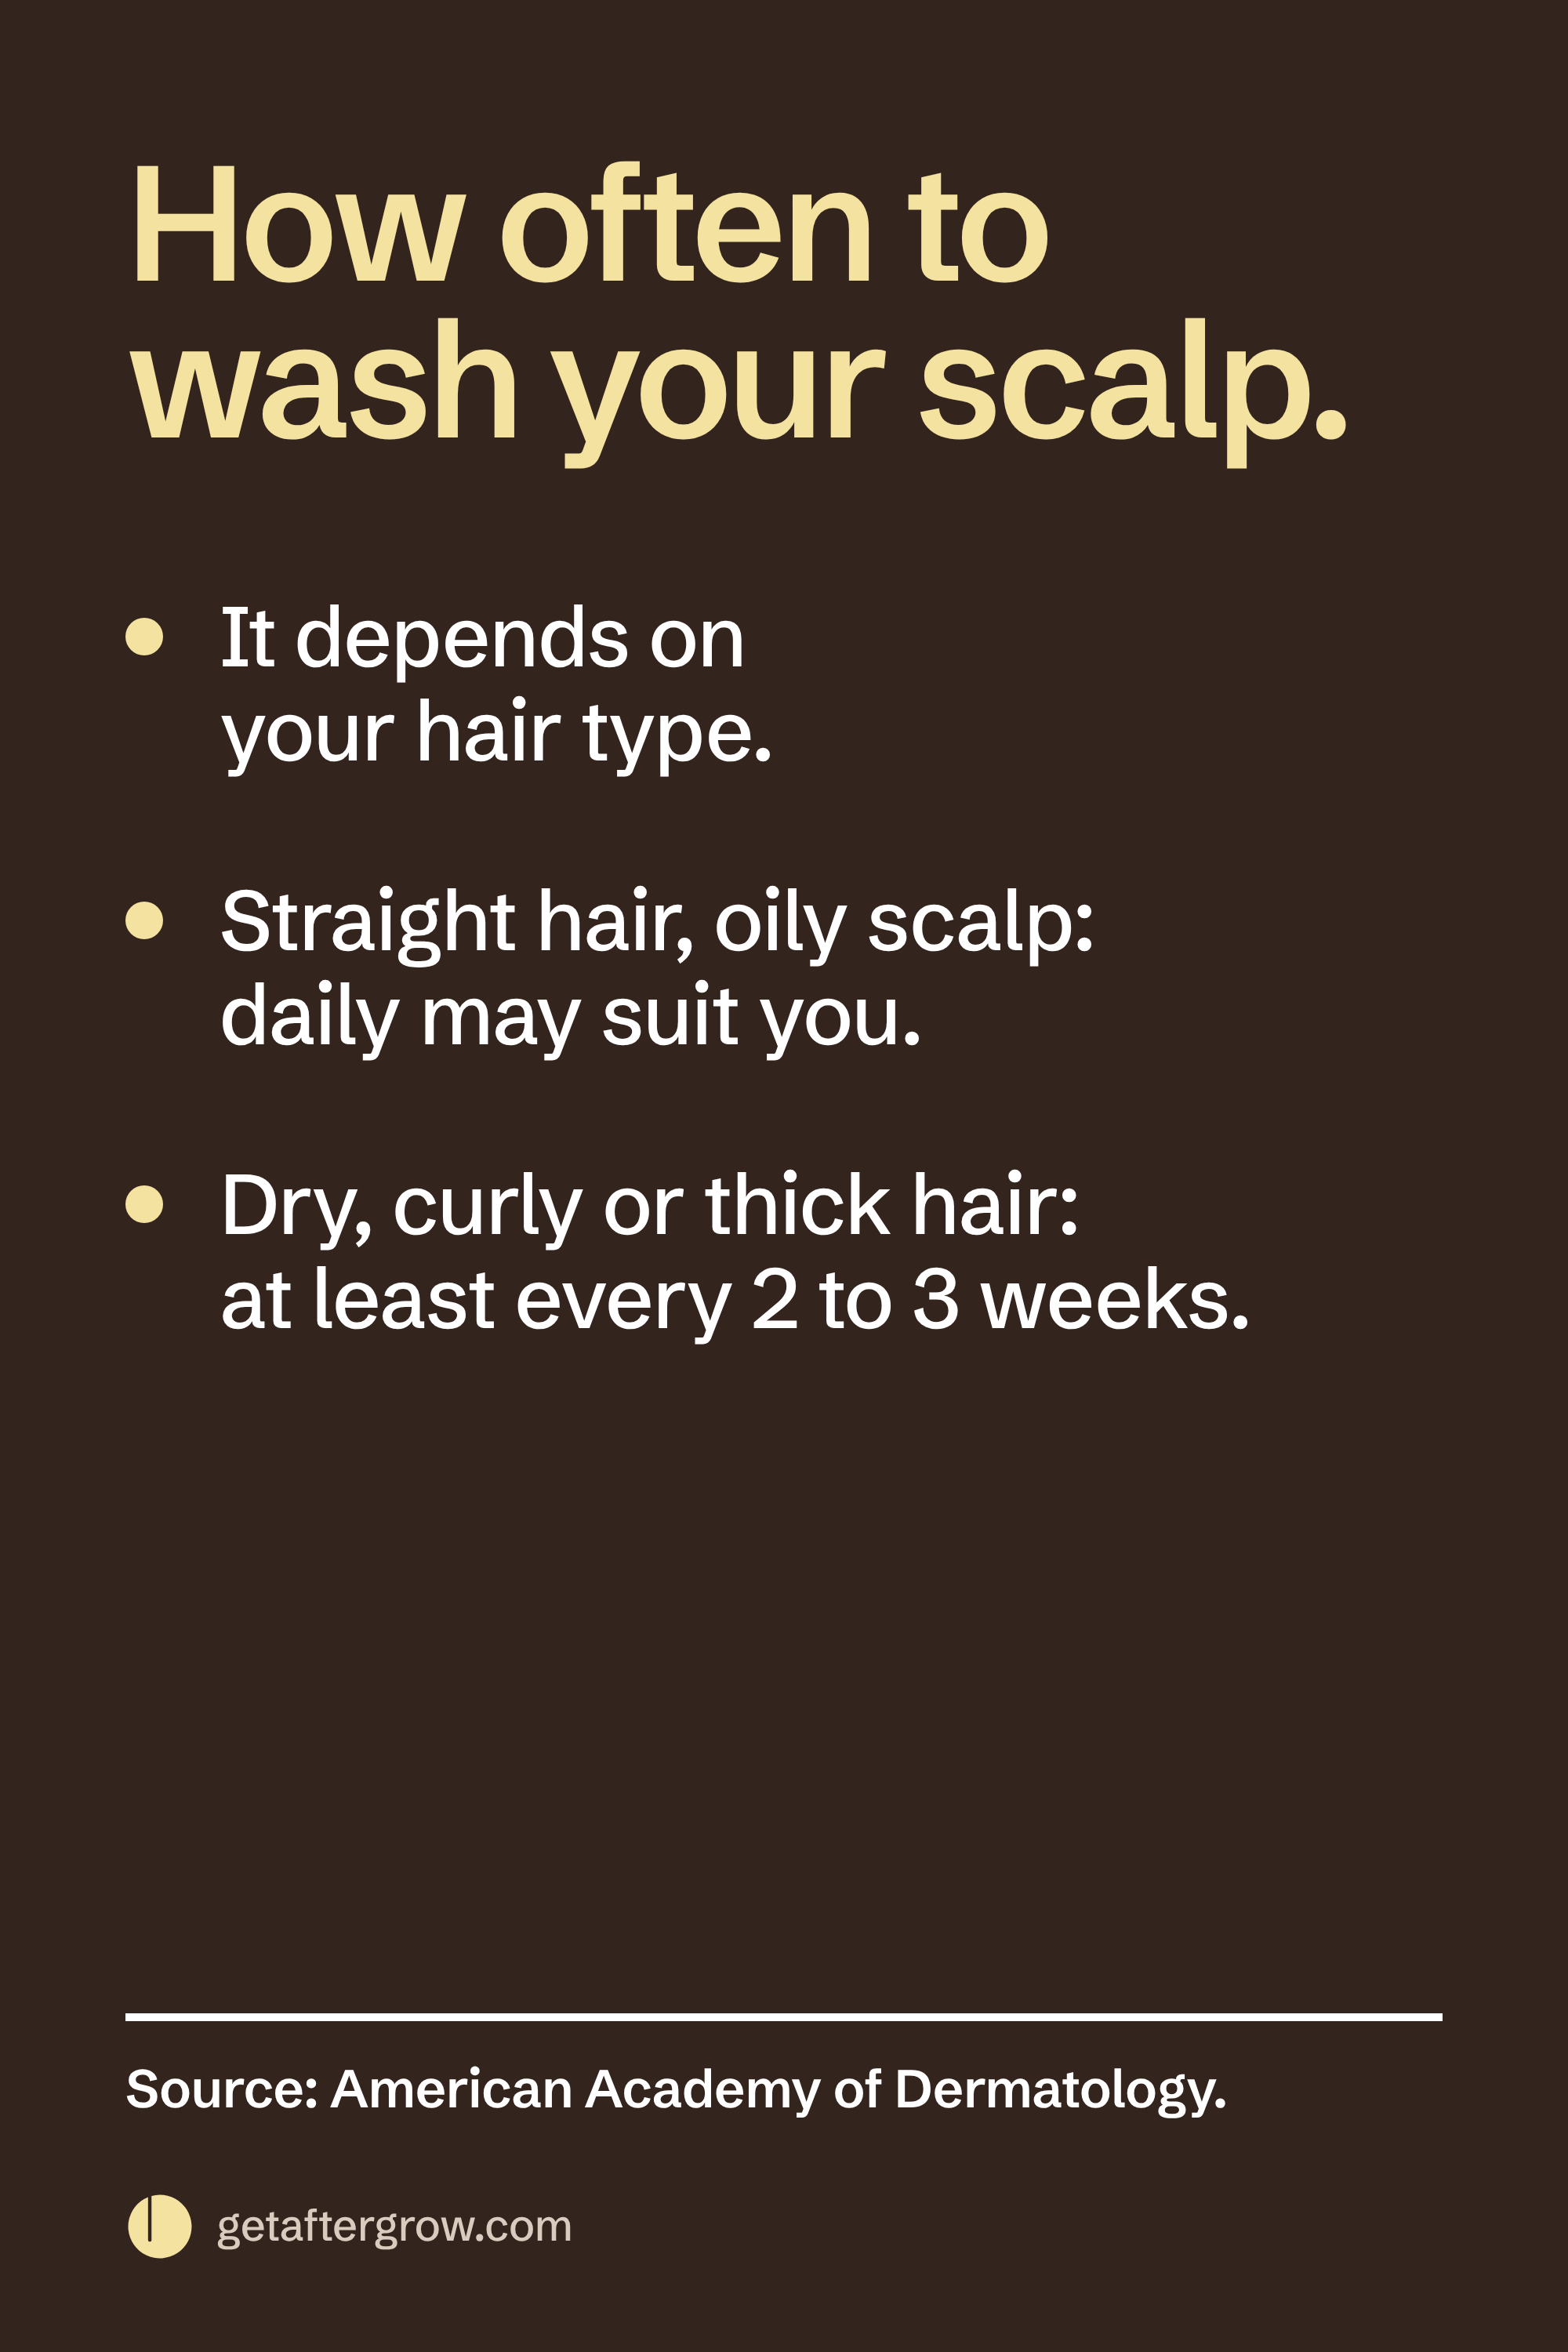 How often to
wash your scalp.
It depends on
your hair type.
Straight hair, oily scalp:
daily may suit you.
Dry, curly or thick hair:
at least every 2 to 3 weeks.
Source: American Academy of Dermatology.
getaftergrow.com